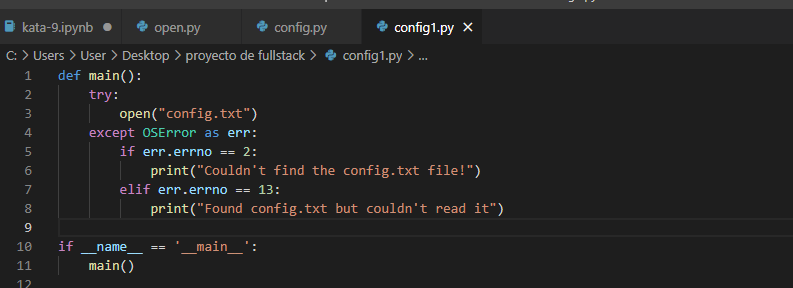 kata-9.ipynb open.py config.py config1.py
C: > Users > User > Desktop > proyecto de fullstack > config1.py > ...
1 def main():
2     try:
3         open("config.txt")
4     except OSError as err:
5         if err.errno == 2:
6             print("Couldn't find the config.txt file!")
7         elif err.errno == 13:
8             print("Found config.txt but couldn't read it")
9
10 if __name__ == '__main__':
11     main()
12